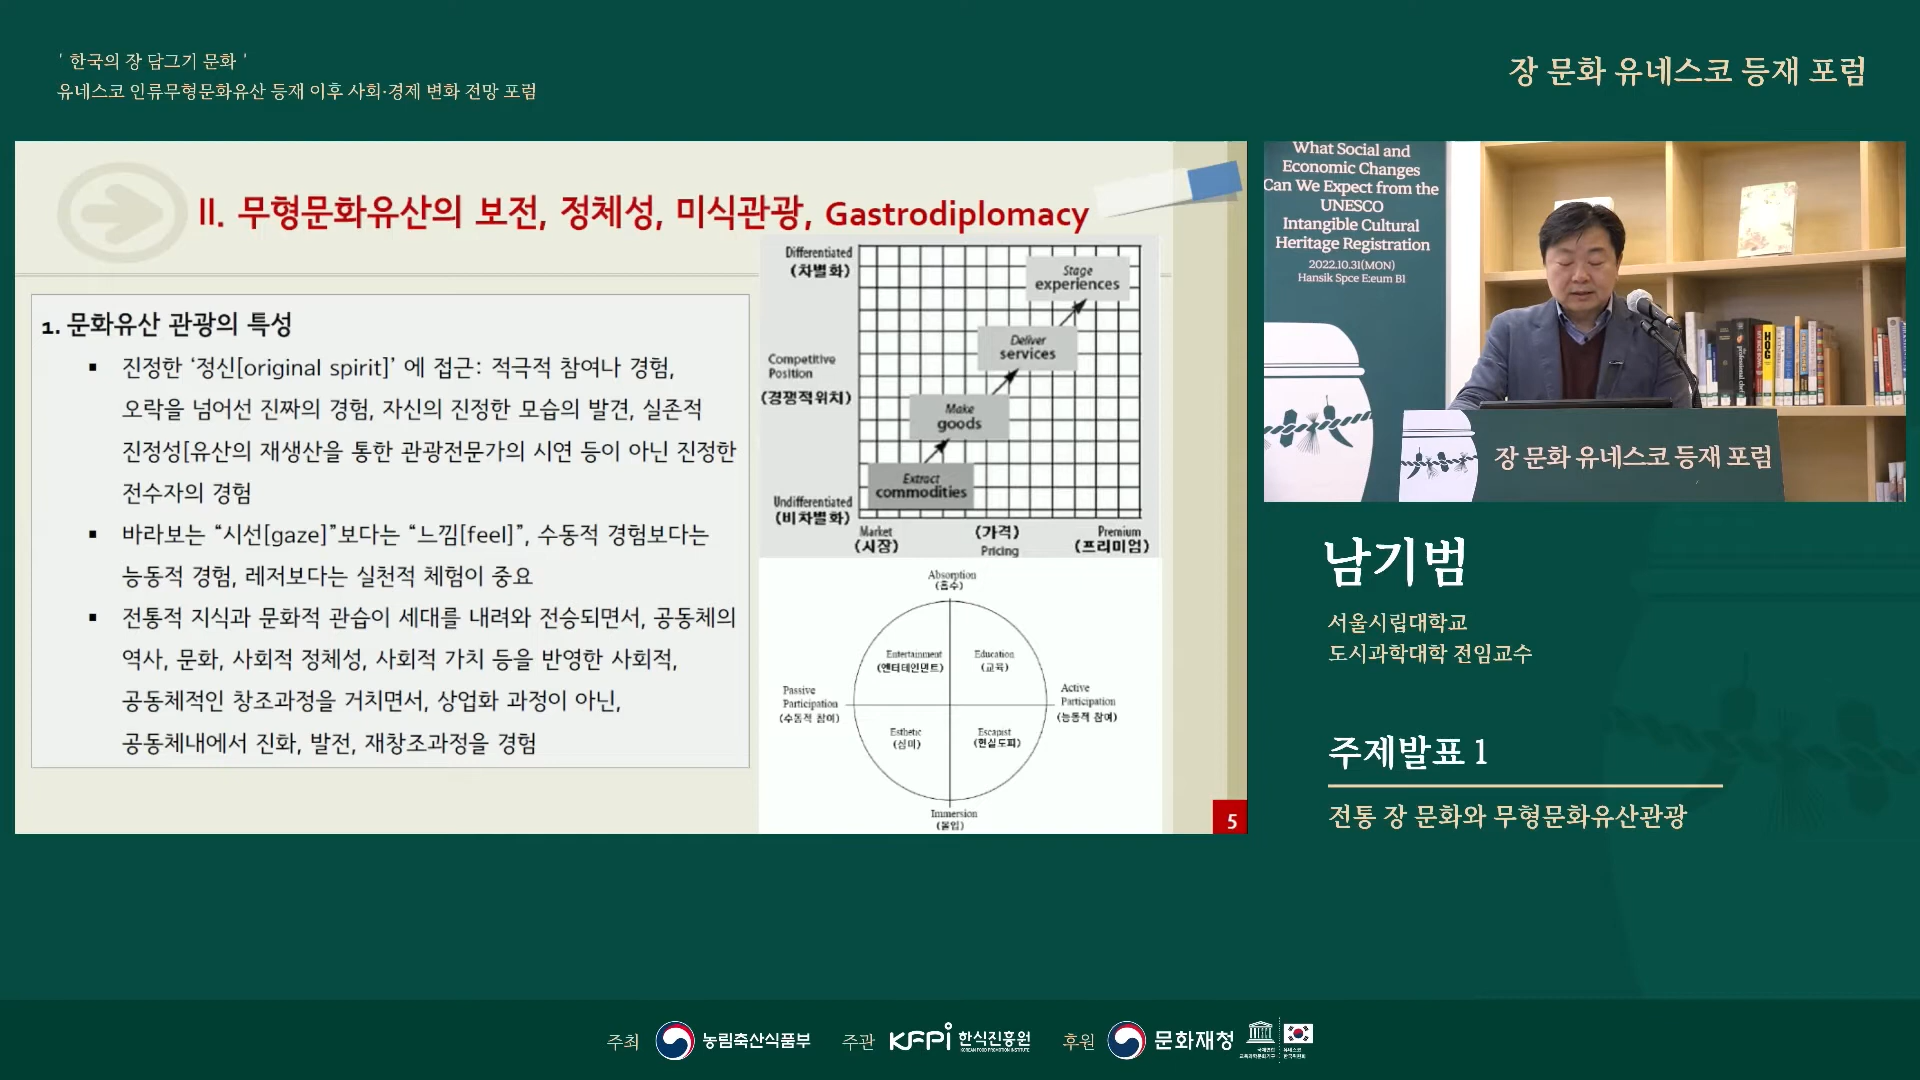 ' 한국의 장 담그기 문화 '
유네스코 인류무형문화유산 등재 이후 사회·경제 변화 전망 포럼
장 문화 유네스코 등재 포럼
II. 무형문화유산의 보전, 정체성, 미식관광, Gastrodiplomacy
1. 문화유산 관광의 특성
▪ 진정한 ‘정신[original spirit]’ 에 접근: 적극적 참여나 경험,
오락을 넘어선 진짜의 경험, 자신의 진정한 모습의 발견, 실존적
진정성[유산의 재생산을 통한 관광전문가의 시연 등이 아닌 진정한
전수자의 경험
▪ 바라보는 “시선[gaze]”보다는 “느낌[feel]”, 수동적 경험보다는
능동적 경험, 레저보다는 실천적 체험이 중요
▪ 전통적 지식과 문화적 관습이 세대를 내려와 전승되면서, 공동체의
역사, 문화, 사회적 정체성, 사회적 가치 등을 반영한 사회적,
공동체적인 창조과정을 거치면서, 상업화 과정이 아닌,
공동체내에서 진화, 발전, 재창조과정을 경험
Differentiated
(차별화)
Stage
experiences
Deliver
services
Competitive
Position
(경쟁적위치)
Make
goods
Extract
commodities
Undifferentiated
(비차별화)
Market
(시장)
(가격)
Pricing
Premium
(프리미엄)
Absorption
(흡수)
Entertainment
(엔터테인먼트)
Education
(교육)
Passive
Participation
(수동적 참여)
Active
Participation
(능동적 참여)
Esthetic
(심미)
Escapist
(현실도피)
Immersion
(몰입)
5
What Social and
Economic Changes
Can We Expect from the
UNESCO
Intangible Cultural
Heritage Registration
2022.10.31(MON)
Hansik Spce E:eum B1
HOG
장 문화 유네스코 등재 포럼
남기범
서울시립대학교
도시과학대학 전임교수
주제발표 1
전통 장 문화와 무형문화유산관광
주최 농림축산식품부 주관 KFPI 한식진흥원 후원 문화재청
KOREAN FOOD PROMOTION INSTITUTE